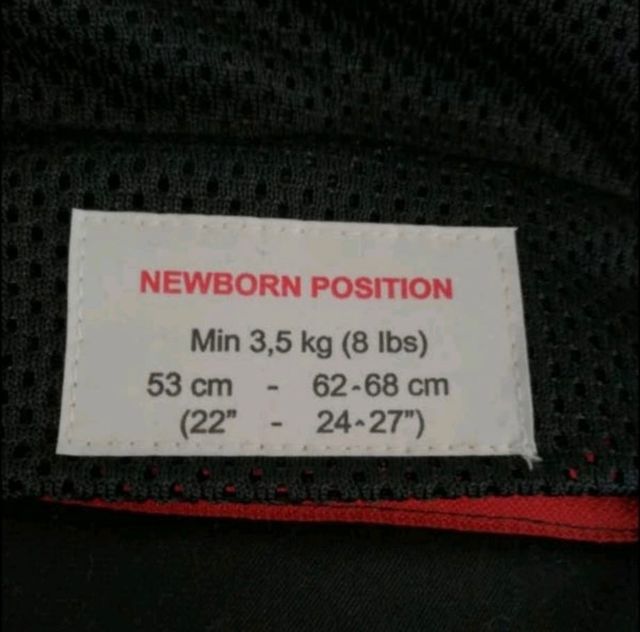 NEWBORN POSITION
Min 3,5 kg (8 lbs)
53 cm - 62-68 cm
(22" - 24-27")